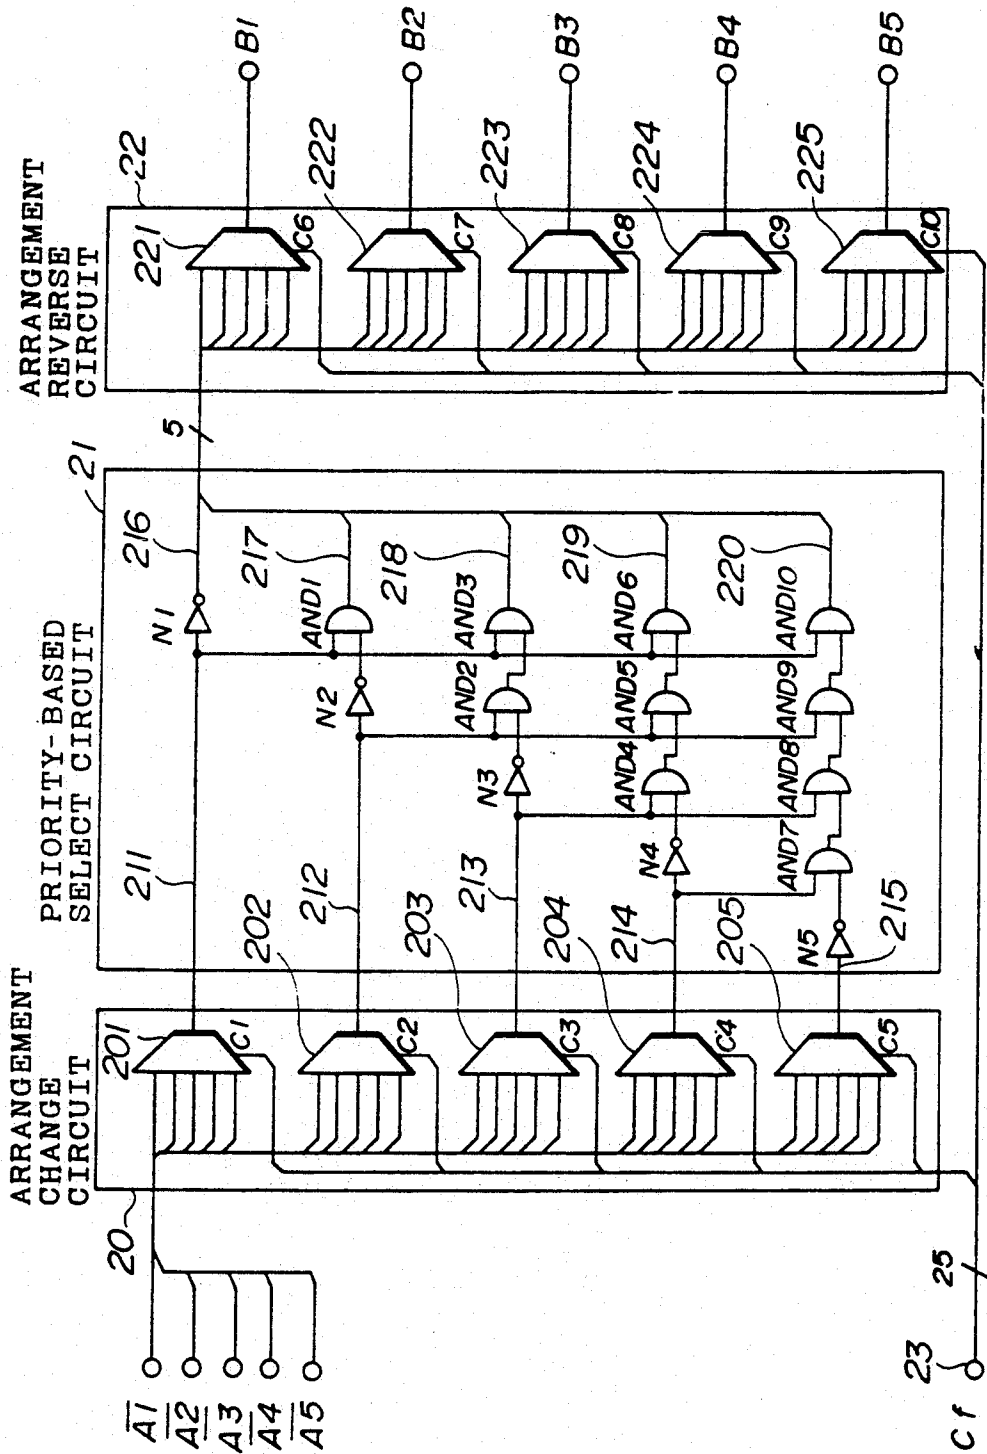 ARRANGEMENT
CHANGE
CIRCUIT
PRIORITY-BASED
SELECT CIRCUIT
ARRANGEMENT
REVERSE
CIRCUIT
20
21
22
A1
A2
A3
A4
A5
201
C1
202
C2
203
C3
204
C4
205
C5
211
212
213
214
215
N1
N2
N3
N4
N5
AND1
AND2
AND3
AND4
AND5
AND6
AND7
AND8
AND9
AND10
216
217
218
219
220
5
221
C6
222
C7
223
C8
224
C9
225
C10
B1
B2
B3
B4
B5
Cf
23
25